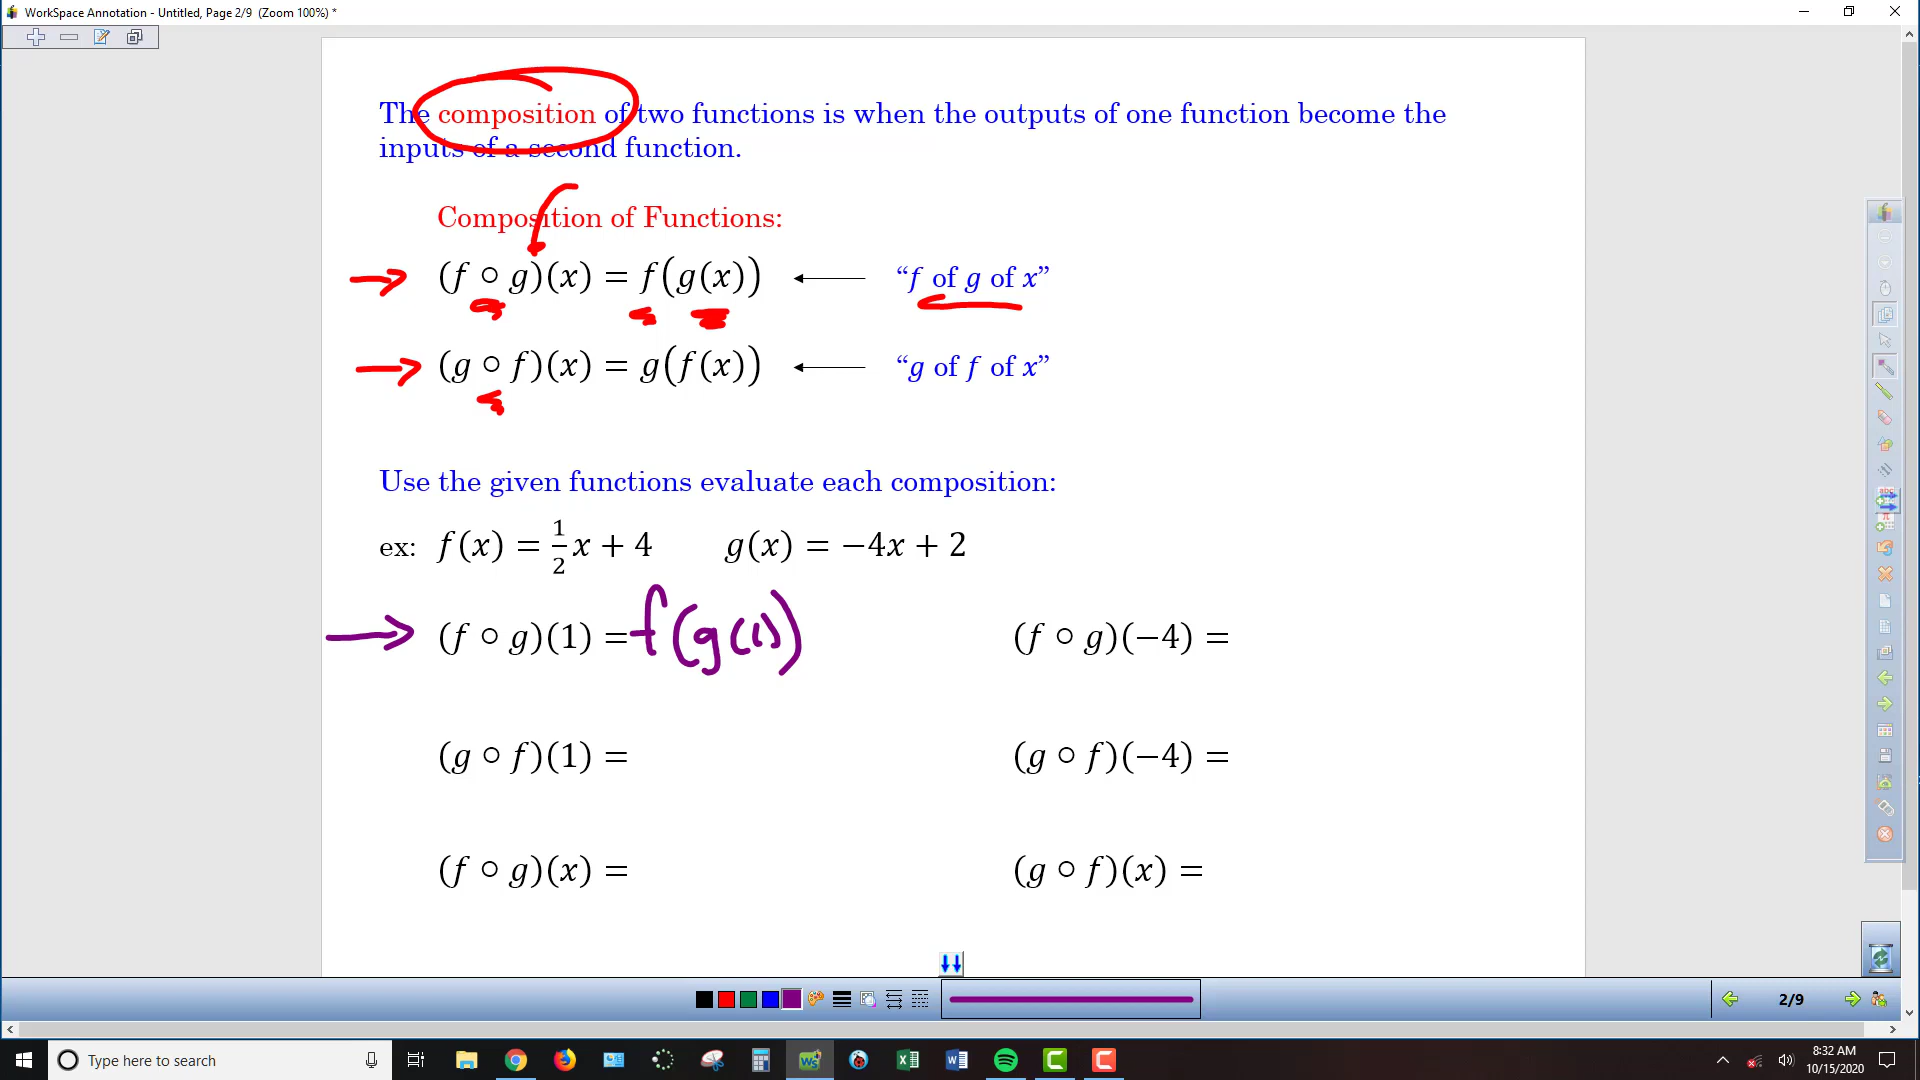 WorkSpace Annotation - Untitled, Page 2/9 (Zoom 100%) *
The composition of two functions is when the outputs of one function become the
inputs of a second function.
Composition of Functions:
(f ∘ g)(x) = f(g(x)) ← “f of g of x”
(g ∘ f)(x) = g(f(x)) ← “g of f of x”
Use the given functions evaluate each composition:
ex: f(x) = 1/2 x + 4 g(x) = −4x + 2
(f ∘ g)(1) = f(g(1)) (f ∘ g)(−4) =
(g ∘ f)(1) = (g ∘ f)(−4) =
(f ∘ g)(x) = (g ∘ f)(x) =
2/9
Type here to search
8:32 AM
10/15/2020